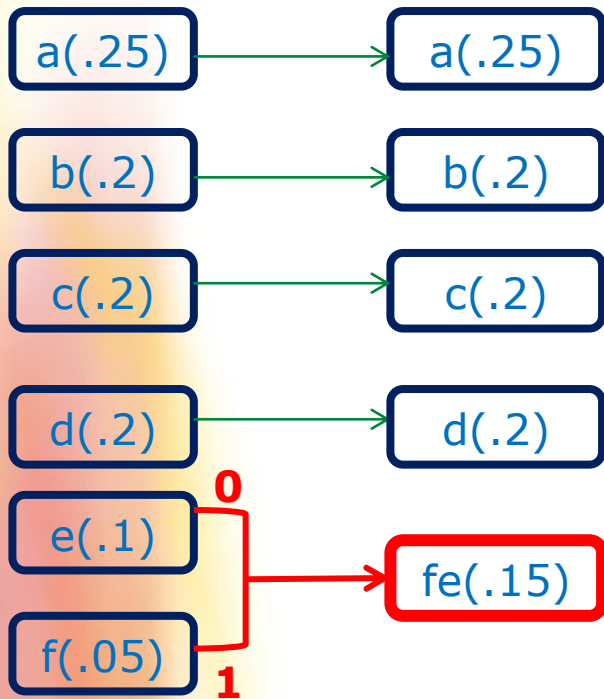 a(.25) a(.25)
b(.2) b(.2)
c(.2) c(.2)
d(.2) d(.2)
0
e(.1)
fe(.15)
f(.05)
1